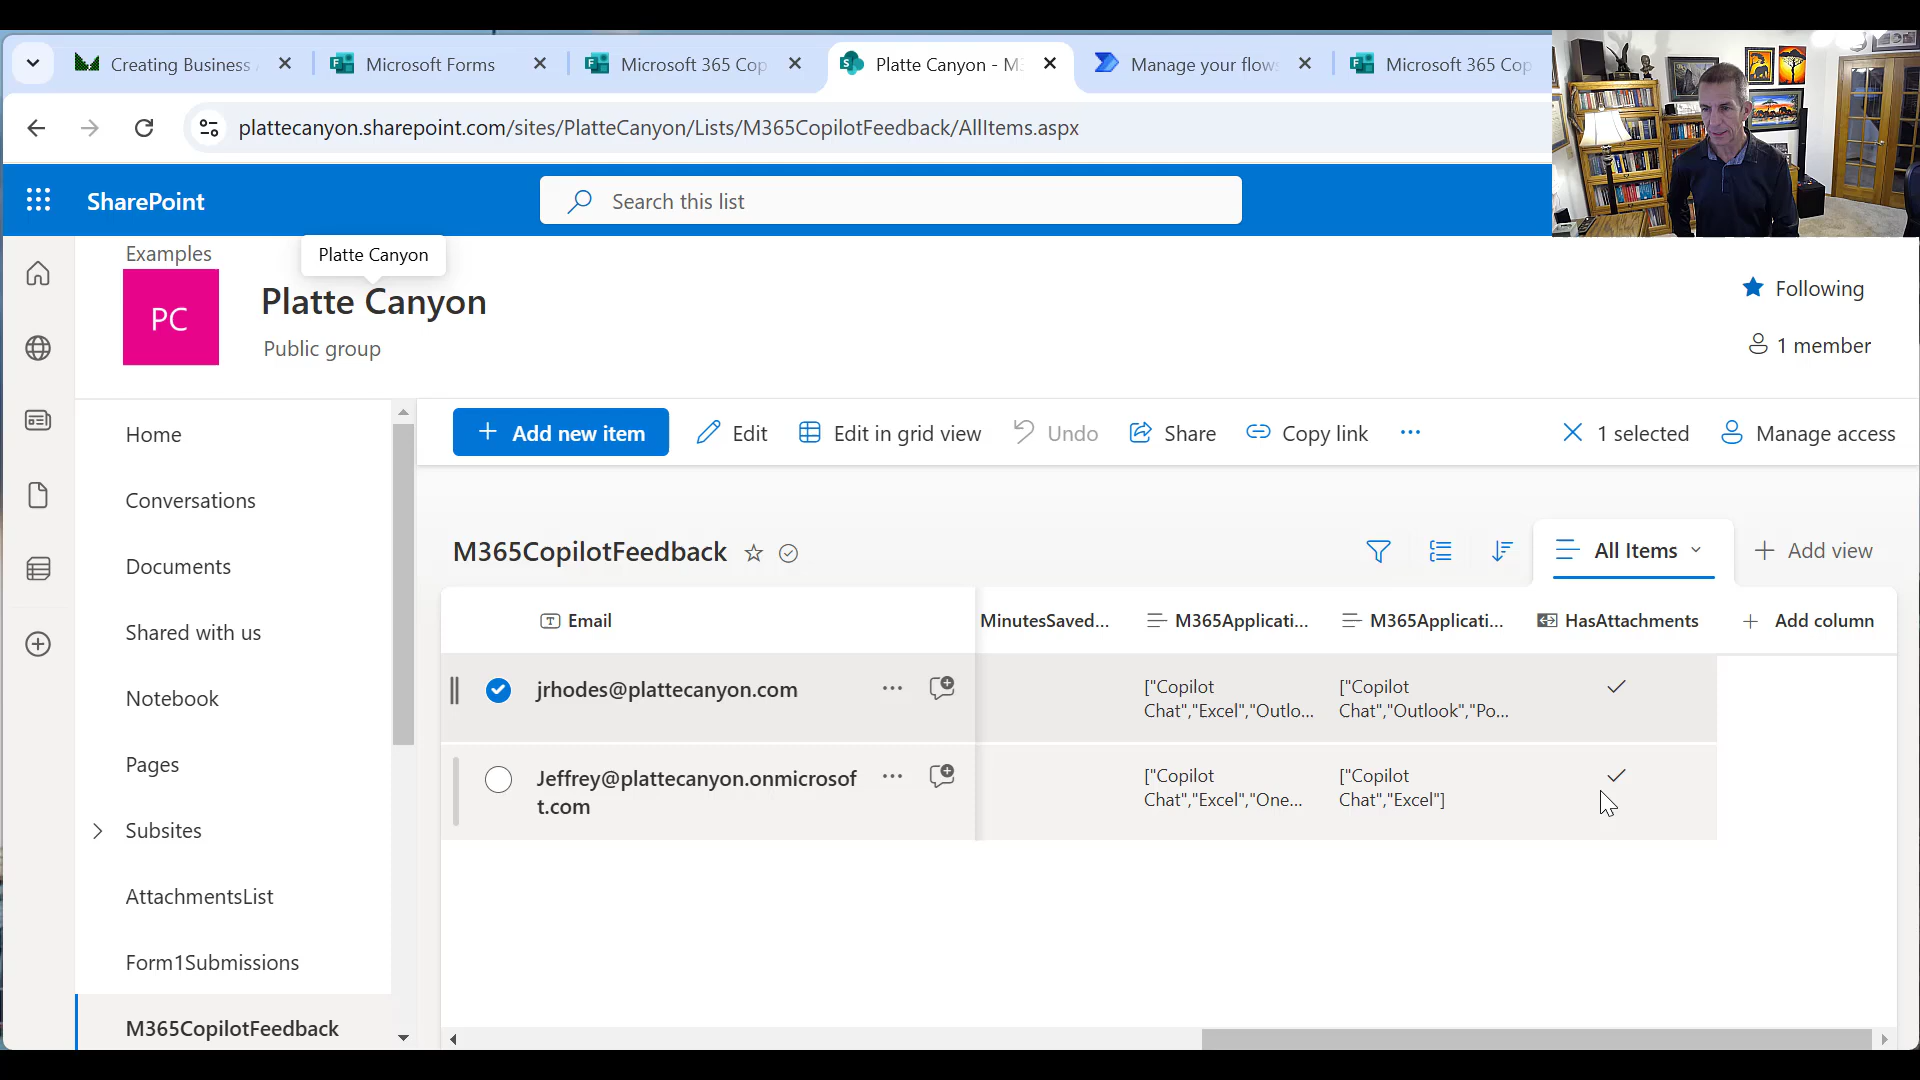 Creating Business
Microsoft Forms
Microsoft 365 Cop
Platte Canyon - M3
Manage your flows
Microsoft 365 Cop
plattecanyon.sharepoint.com/sites/PlatteCanyon/Lists/M365CopilotFeedback/AllItems.aspx
SharePoint
Search this list
Examples
Platte Canyon
PC
Platte Canyon
Public group
Following
1 member
Home
Conversations
Documents
Shared with us
Notebook
Pages
Subsites
AttachmentsList
Form1Submissions
M365CopilotFeedback
+ Add new item
Edit
Edit in grid view
Undo
Share
Copy link
...
1 selected
Manage access
M365CopilotFeedback
All Items
+ Add view
Email
MinutesSaved...
M365Applicati...
M365Applicati...
HasAttachments
+ Add column
jrhodes@plattecanyon.com
...
["Copilot
Chat","Excel","Outlo...
["Copilot
Chat","Outlook","Po...
Jeffrey@plattecanyon.onmicrosof
t.com
...
["Copilot
Chat","Excel","One...
["Copilot
Chat","Excel"]